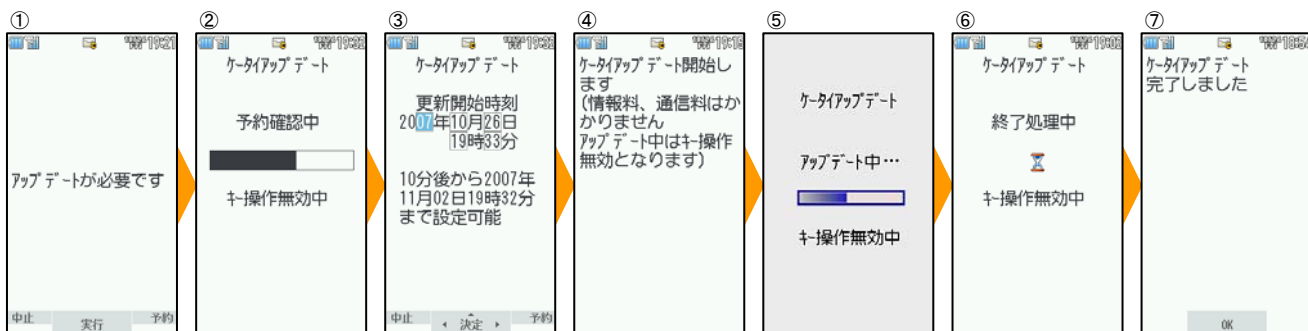 ①
19:21
アップデートが必要です
中止
実行
予約
②
19:32
ケータイアップデート
予約確認中
キー操作無効中
③
ケータイアップデート
更新開始時刻
2007年10月26日
19時33分
10分後から2007年
11月02日19時32分
まで設定可能
中止
決定
予約
④
ケータイアップデート開始し
ます
(情報料、通信料はか
かりません
アップデート中はキー操作
無効となります)
⑤
ケータイアップデート
アップデート中…
キー操作無効中
⑥
ケータイアップデート
終了処理中
キー操作無効中
⑦
ケータイアップデート
完了しました
OK